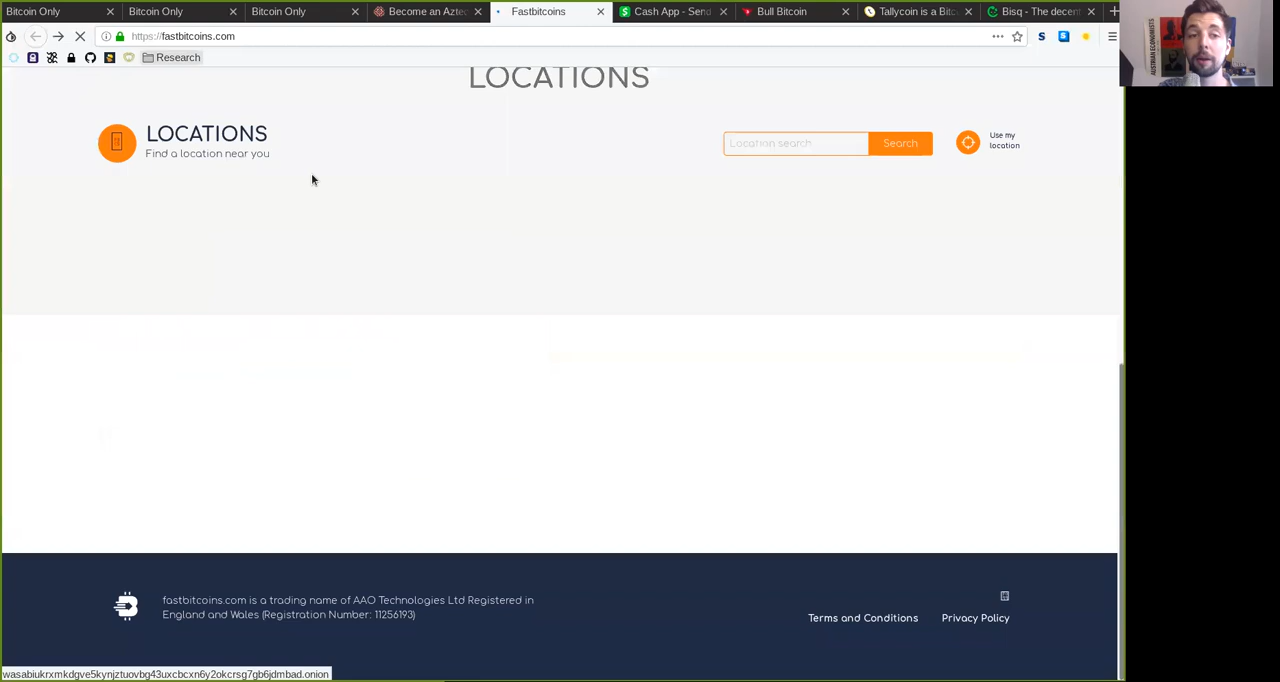 Bitcoin Only
Bitcoin Only
Bitcoin Only
Become an Aztec
Fastbitcoins
Cash App - Send
Bull Bitcoin
Tallycoin is a Bitc
Bisq - The decent
https://fastbitcoins.com
Research
LOCATIONS
LOCATIONS
Find a location near you
Location search
Search
Use my
location
AUSTRIAN ECONOMISTS
fastbitcoins.com is a trading name of AAO Technologies Ltd Registered in
England and Wales (Registration Number: 11256193)
Terms and Conditions
Privacy Policy
wasabiukrxmkdgve5kynjztuovbg43uxcbcxn6y2okcrsg7gb6jdmbad.onion